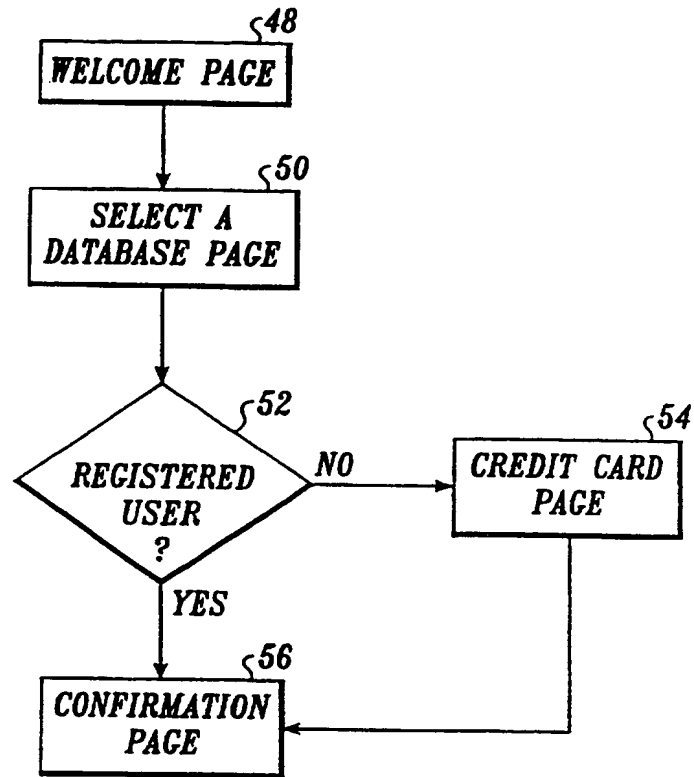 48
WELCOME PAGE
50
SELECT A
DATABASE PAGE
52
REGISTERED
USER
?
NO
54
CREDIT CARD
PAGE
YES
56
CONFIRMATION
PAGE